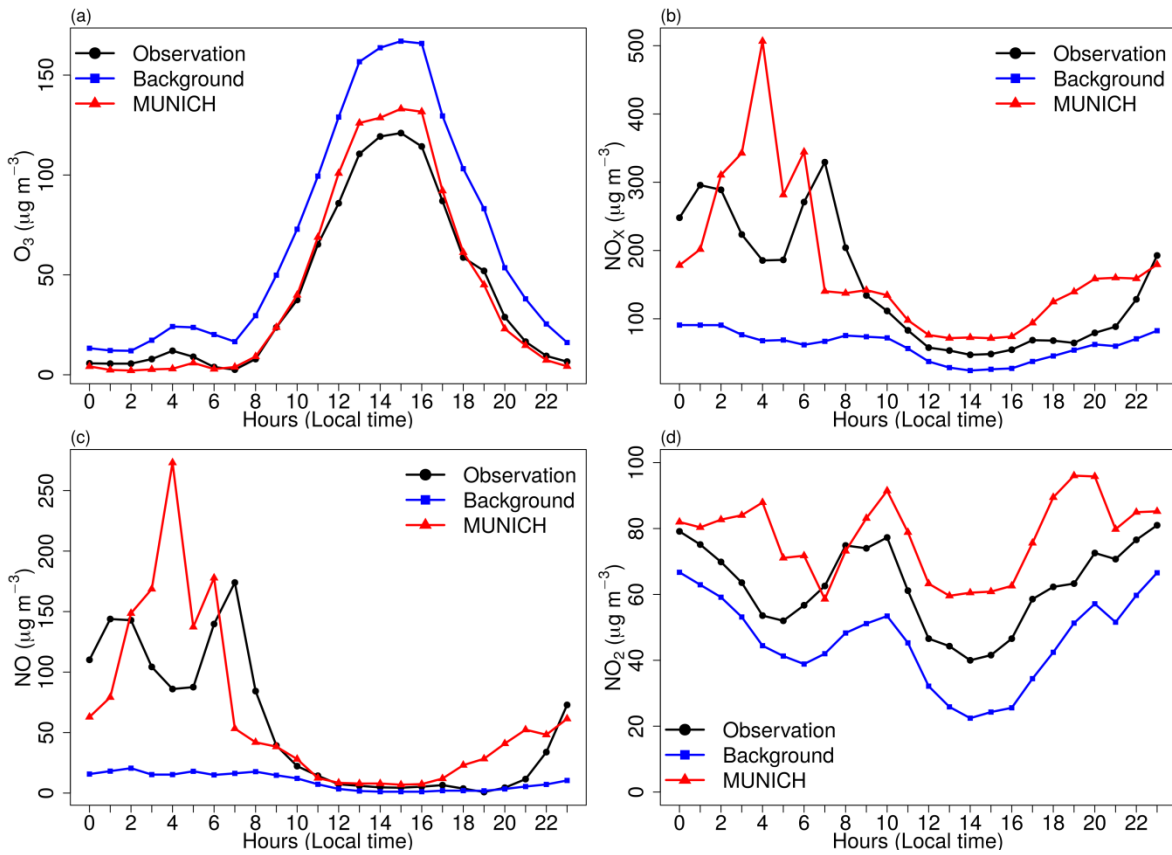 (a)
Observation
Background
MUNICH
O₃ (µg m⁻³)
0 50 100 150
0 2 4 6 8 10 12 14 16 18 20 22
Hours (Local time)
(b)
Observation
Background
MUNICH
NOX (µg m⁻³)
100 200 300 400 500
0 2 4 6 8 10 12 14 16 18 20 22
Hours (Local time)
(c)
Observation
Background
MUNICH
NO (µg m⁻³)
0 50 100 150 200 250
0 2 4 6 8 10 12 14 16 18 20 22
Hours (Local time)
(d)
Observation
Background
MUNICH
NO₂ (µg m⁻³)
0 20 40 60 80 100
0 2 4 6 8 10 12 14 16 18 20 22
Hours (Local time)